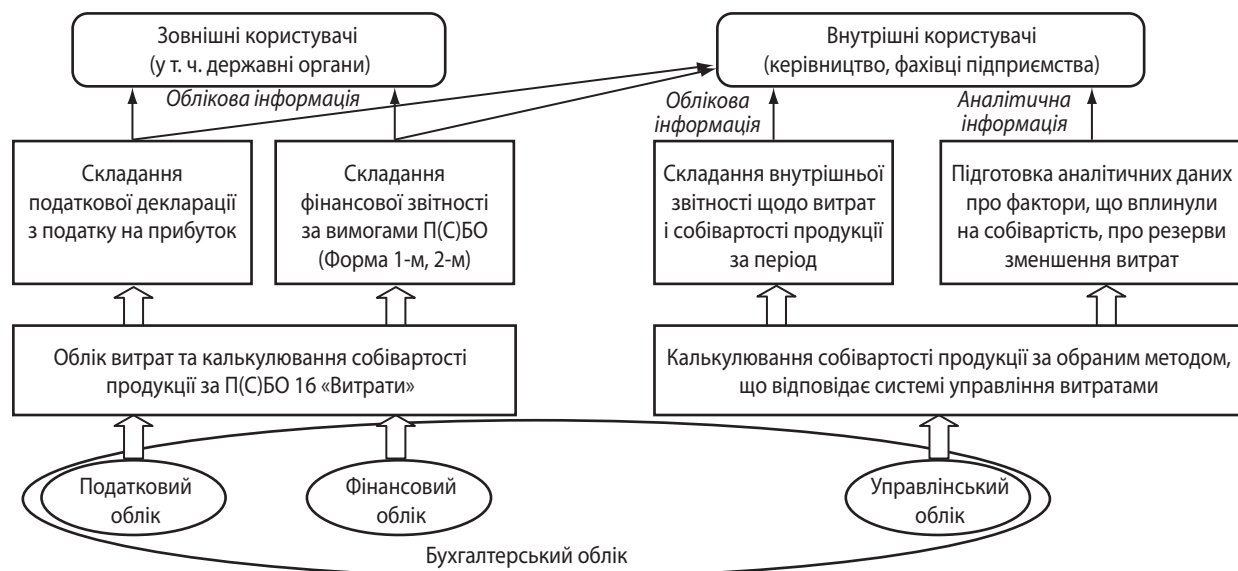 Зовнішні користувачі
(у т. ч. державні органи)
Внутрішні користувачі
(керівництво, фахівці підприємства)
Облікова інформація
Облікова
інформація
Аналітична
інформація
Складання
податкової декларації
з податку на прибуток
Складання
фінансової звітності
за вимогами П(С)БО
(Форма 1-м, 2-м)
Складання внутрішньої
звітності щодо витрат
і собівартості продукції
за період
Підготовка аналітичних даних
про фактори, що вплинули
на собівартість, про резерви
зменшення витрат
Облік витрат та калькулювання собівартості
продукції за П(С)БО 16 «Витрати»
Калькулювання собівартості продукції за обраним методом,
що відповідає системі управління витратами
Податковий
облік
Фінансовий
облік
Управлінський
облік
Бухгалтерський облік